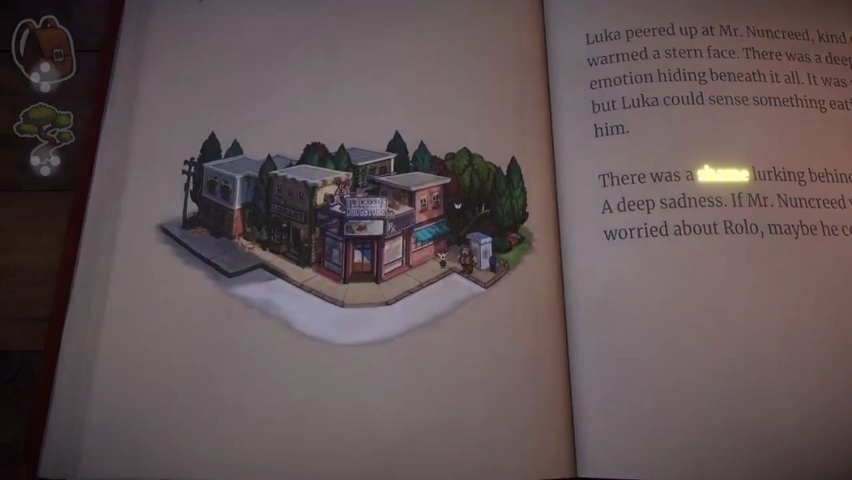 Luka peered up at Mr. Nuncreed, kind
warmed a stern face. There was a deep
emotion hiding beneath it all. It was
but Luka could sense something
him.
There was a shame lurking
A deep sadness. If Mr. Nuncreed
worried about Rolo, maybe he
DRUGSTORE